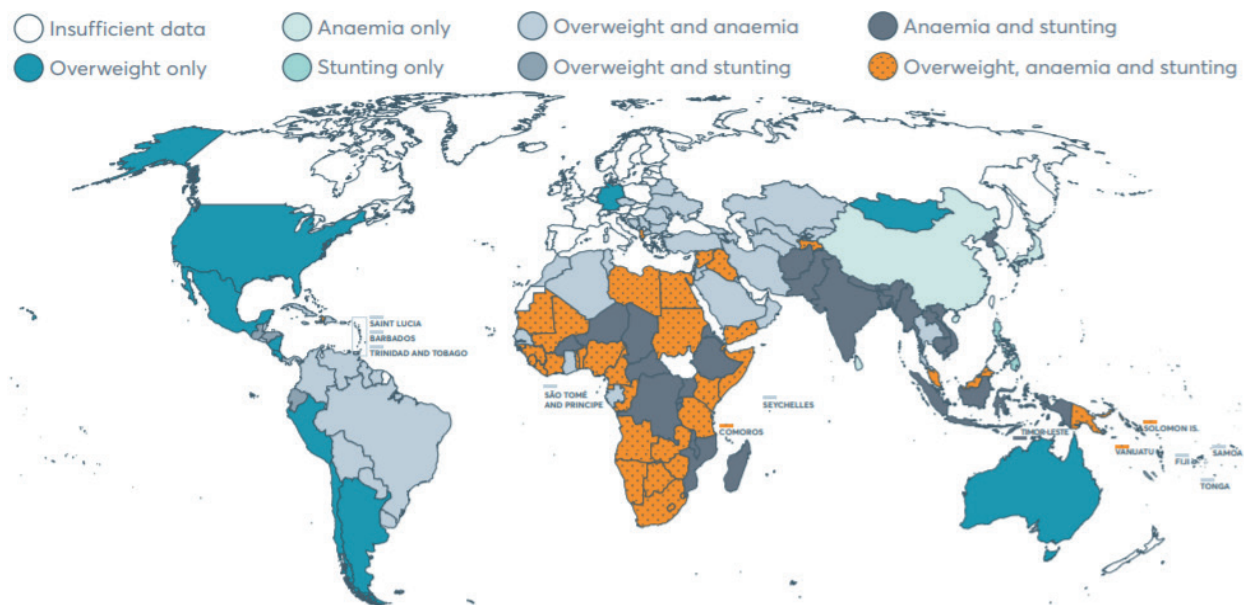 Insufficient data
Anaemia only
Overweight and anaemia
Anaemia and stunting
Overweight only
Stunting only
Overweight and stunting
Overweight, anaemia and stunting
SAINT LUCIA
BARBADOS
TRINIDAD AND TOBAGO
SÃO TOMÉ
AND PRINCIPE
SEYCHELLES
COMOROS
TIMOR-LESTE
SOLOMON IS.
VANUATU
FIJI
SAMOA
TONGA